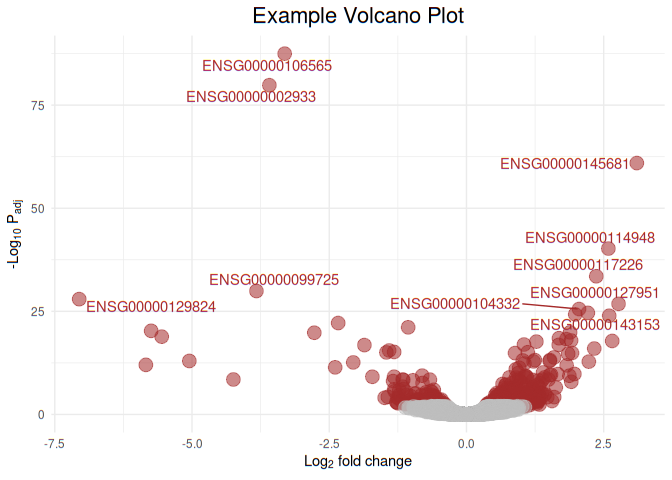 Example Volcano Plot
ENSG00000106565
ENSG00000002933
75
ENSG00000145681
50
ENSG00000114948
ENSG00000117226
ENSG00000099725
ENSG00000127951
ENSG00000104332
ENSG00000129824
25
ENSG00000143153
0
-Log10 Padj
-7.5 -5.0 -2.5 0.0 2.5
Log2 fold change